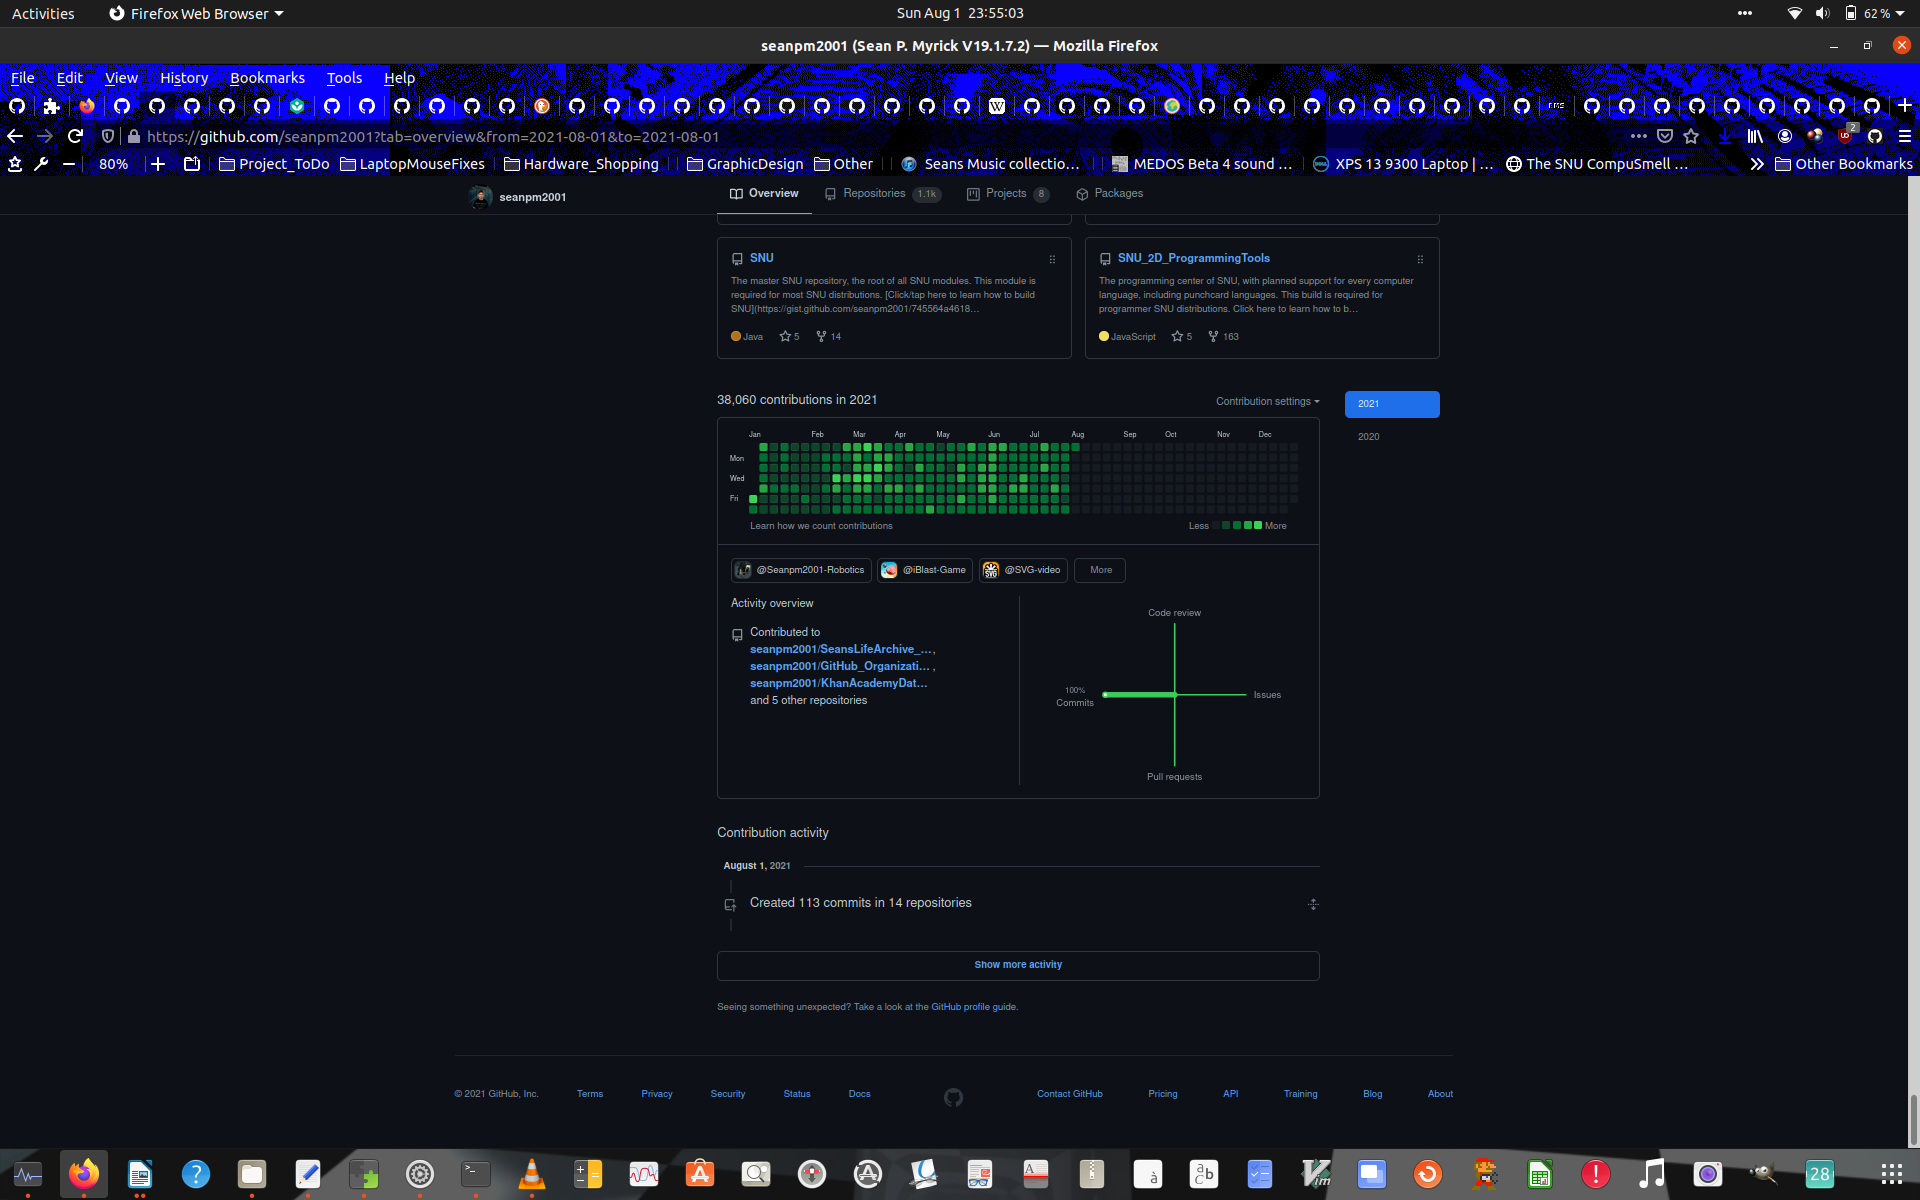 Activities
Firefox Web Browser
Sun Aug 1 23:55:03
62 %
seanpm2001 (Sean P. Myrick V19.1.7.2) — Mozilla Firefox
File Edit View History Bookmarks Tools Help
https://github.com/seanpm2001?tab=overview&from=2021-08-01&to=2021-08-01
2
80%
Project_ToDo
LaptopMouseFixes
Hardware_Shopping
GraphicDesign
Other
Seans Music collectio…
MEDOS Beta 4 sound …
XPS 13 9300 Laptop | …
The SNU CompuSmell …
Other Bookmarks
seanpm2001
Overview
Repositories 1.1k
Projects 8
Packages
SNU
The master SNU repository, the root of all SNU modules. This module is
required for most SNU distributions. [Click/tap here to learn how to build
SNU](https://gist.github.com/seanpm2001/745564a4618…
Java 5 14
SNU_2D_ProgrammingTools
The programming center of SNU, with planned support for every computer
language, including punchcard languages. This build is required for
programmer SNU distributions. Click here to learn how to b…
JavaScript 5 163
38,060 contributions in 2021
Contribution settings
2021
2020
Jan Feb Mar Apr May Jun Jul Aug Sep Oct Nov Dec
Mon
Wed
Fri
Learn how we count contributions
Less More
@Seanpm2001-Robotics
@iBlast-Game
@SVG-video
More
Activity overview
Contributed to
seanpm2001/SeansLifeArchive_…,
seanpm2001/GitHub_Organizati… ,
seanpm2001/KhanAcademyDat…
and 5 other repositories
Code review
100%
Commits
Issues
Pull requests
Contribution activity
August 1, 2021
Created 113 commits in 14 repositories
Show more activity
Seeing something unexpected? Take a look at the GitHub profile guide.
© 2021 GitHub, Inc. Terms Privacy Security Status Docs Contact GitHub Pricing API Training Blog About
28